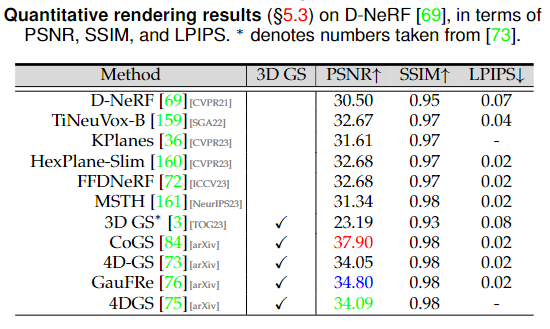 Quantitative rendering results (§5.3) on D-NeRF [69], in terms of
PSNR, SSIM, and LPIPS. * denotes numbers taken from [73].
Method 3D GS PSNR↑ SSIM↑ LPIPS↓
D-NeRF [69] [CVPR21] 30.50 0.95 0.07
TiNeuVox-B [159] [SGA22] 32.67 0.97 0.04
KPlanes [36] [CVPR23] 31.61 0.97 -
HexPlane-Slim [160] [CVPR23] 32.68 0.97 0.02
FFDNeRF [72] [ICCV23] 32.68 0.97 0.02
MSTH [161] [NeurIPS23] 31.34 0.98 0.02
3D GS* [3] [TOG23] ✓ 23.19 0.93 0.08
CoGS [84] [arXiv] ✓ 37.90 0.98 0.02
4D-GS [73] [arXiv] ✓ 34.05 0.98 0.02
GauFRe [76] [arXiv] ✓ 34.80 0.98 0.02
4DGS [75] [arXiv] ✓ 34.09 0.98 -